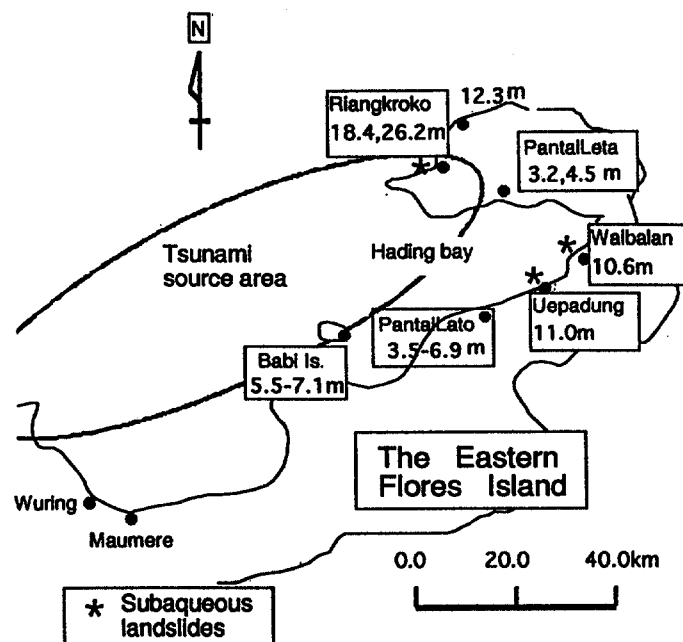 N
Riangkroko
18.4,26.2m
12.3m
PantaiLeta
3.2,4.5 m
Tsunami
source area
Hading bay
Waibalan
10.6m
Uepadung
11.0m
PantaiLato
3.5-6.9 m
Babi Is.
5.5-7.1m
The Eastern
Flores Island
Wuring
Maumere
0.0 20.0 40.0km
* Subaqueous
landslides